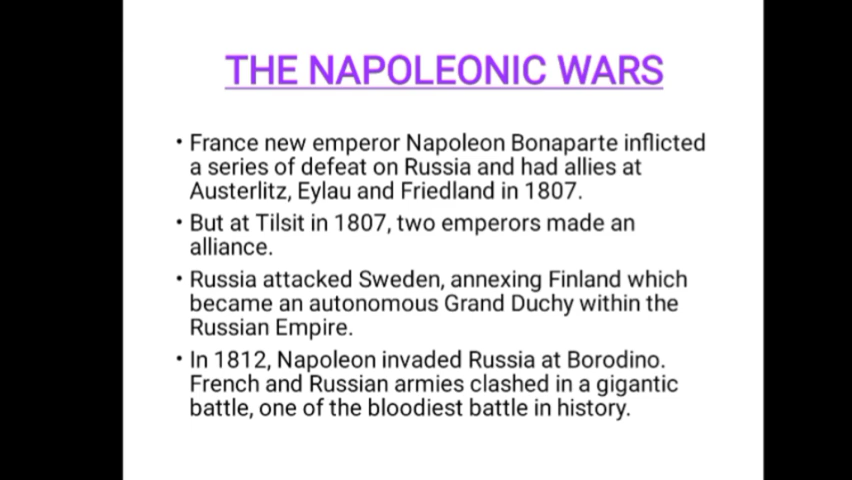 THE NAPOLEONIC WARS
• France new emperor Napoleon Bonaparte inflicted
a series of defeat on Russia and had allies at
Austerlitz, Eylau and Friedland in 1807.
• But at Tilsit in 1807, two emperors made an
alliance.
• Russia attacked Sweden, annexing Finland which
became an autonomous Grand Duchy within the
Russian Empire.
• In 1812, Napoleon invaded Russia at Borodino.
French and Russian armies clashed in a gigantic
battle, one of the bloodiest battle in history.